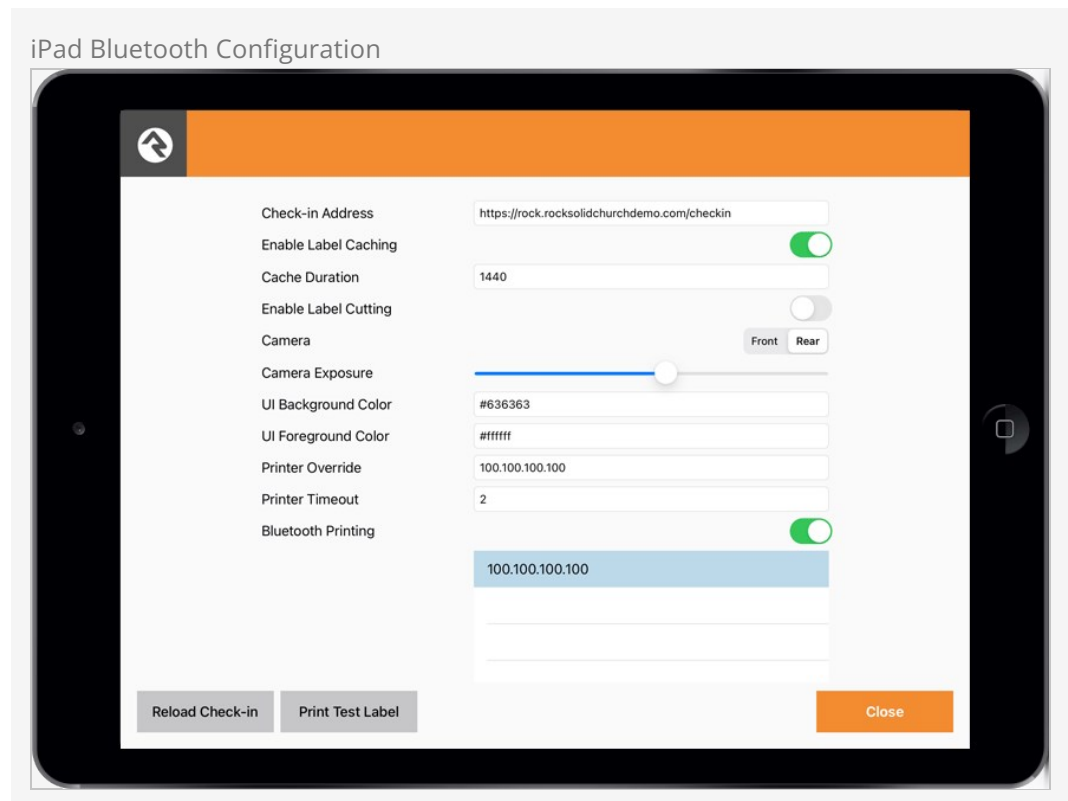 iPad Bluetooth Configuration
Check-in Address https://rock.rocksolidchurchdemo.com/checkin
Enable Label Caching
Cache Duration 1440
Enable Label Cutting
Camera Front Rear
Camera Exposure
UI Background Color #636363
UI Foreground Color #ffffff
Printer Override 100.100.100.100
Printer Timeout 2
Bluetooth Printing
100.100.100.100
Reload Check-in Print Test Label Close